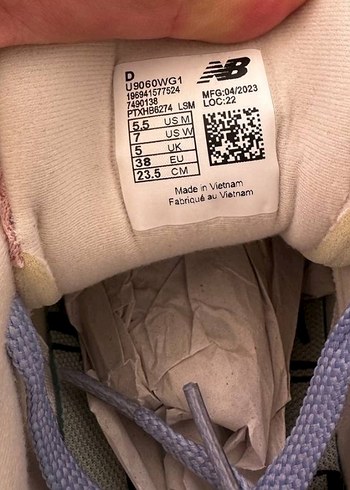 D
U9060WG1
196941577524
7490138
PTXHB6274 LSM
NB
MFG:04/2023
LOC:22
5.5 US M
7 US W
5 UK
38 EU
23.5 CM
Made in Vietnam
Fabriqué au Vietnam